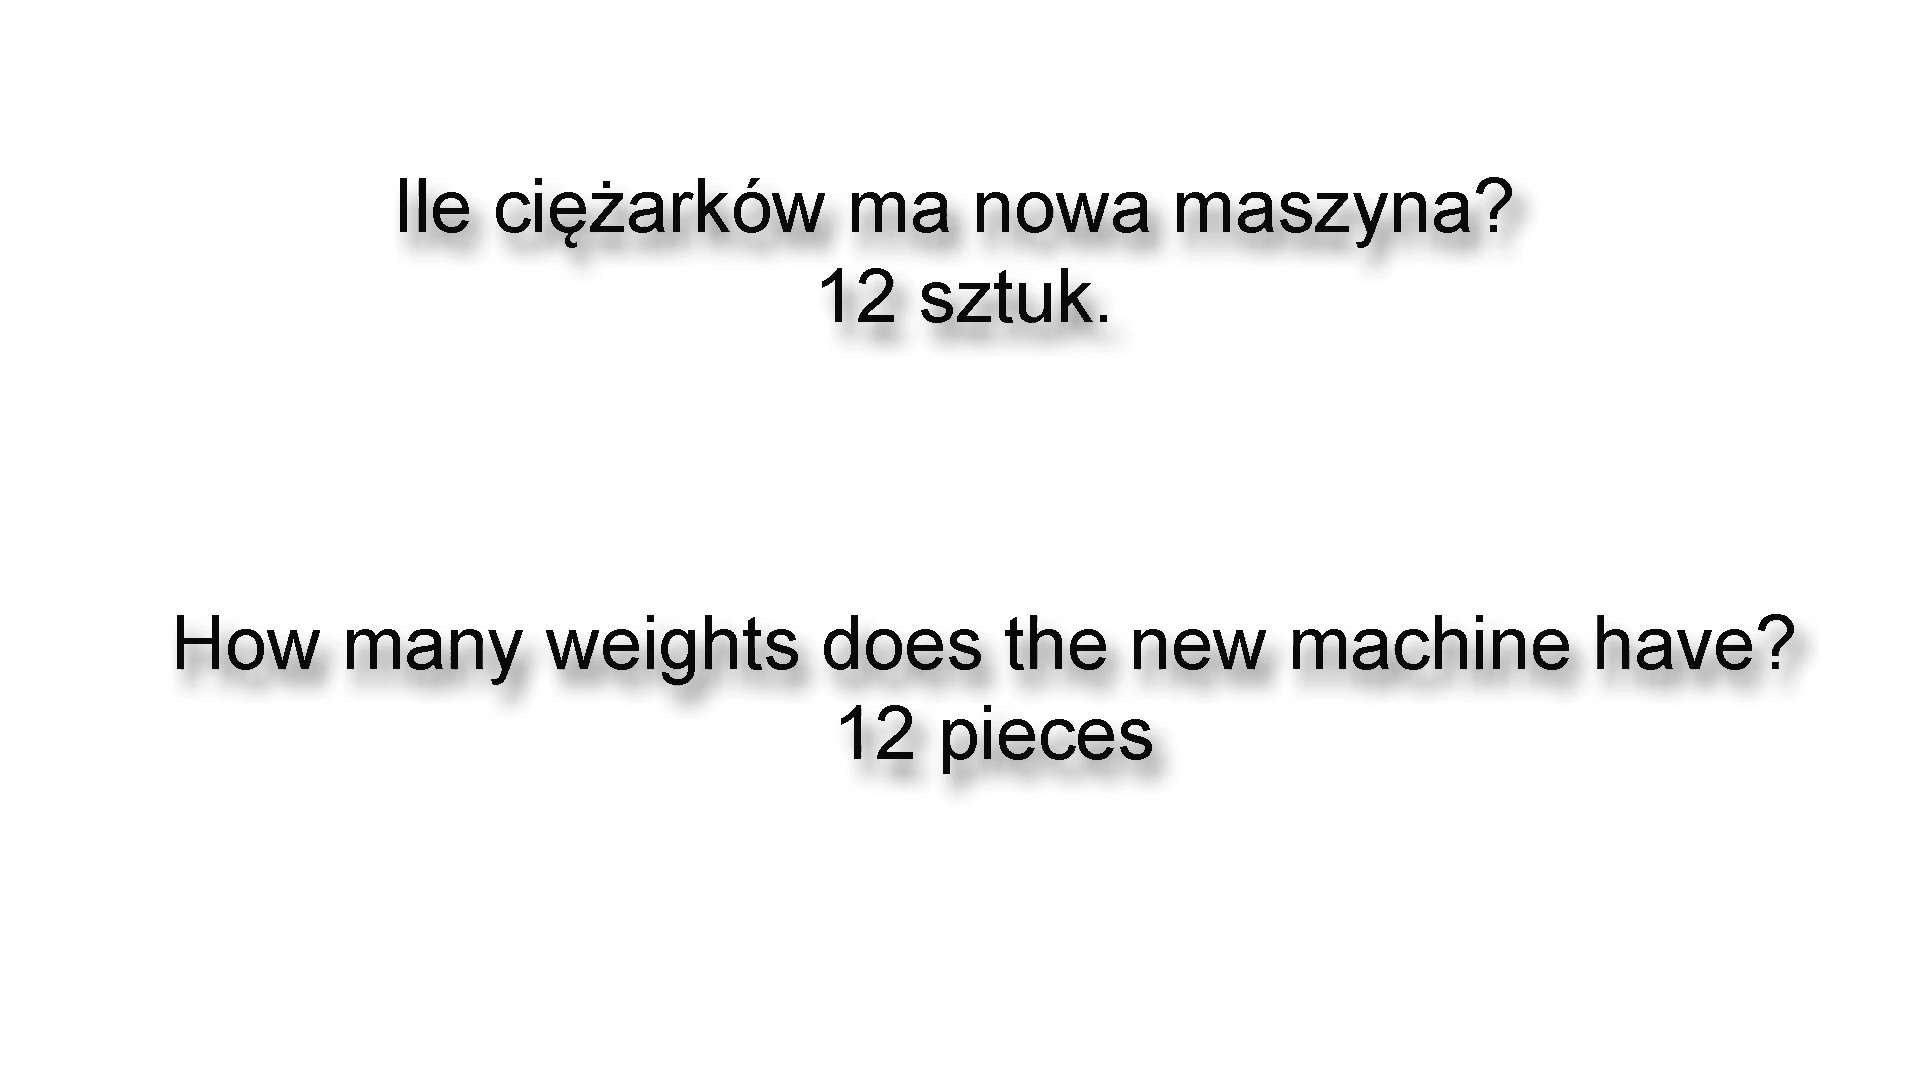 Ile ciężarków ma nowa maszyna?
12 sztuk.
How many weights does the new machine have?
12 pieces